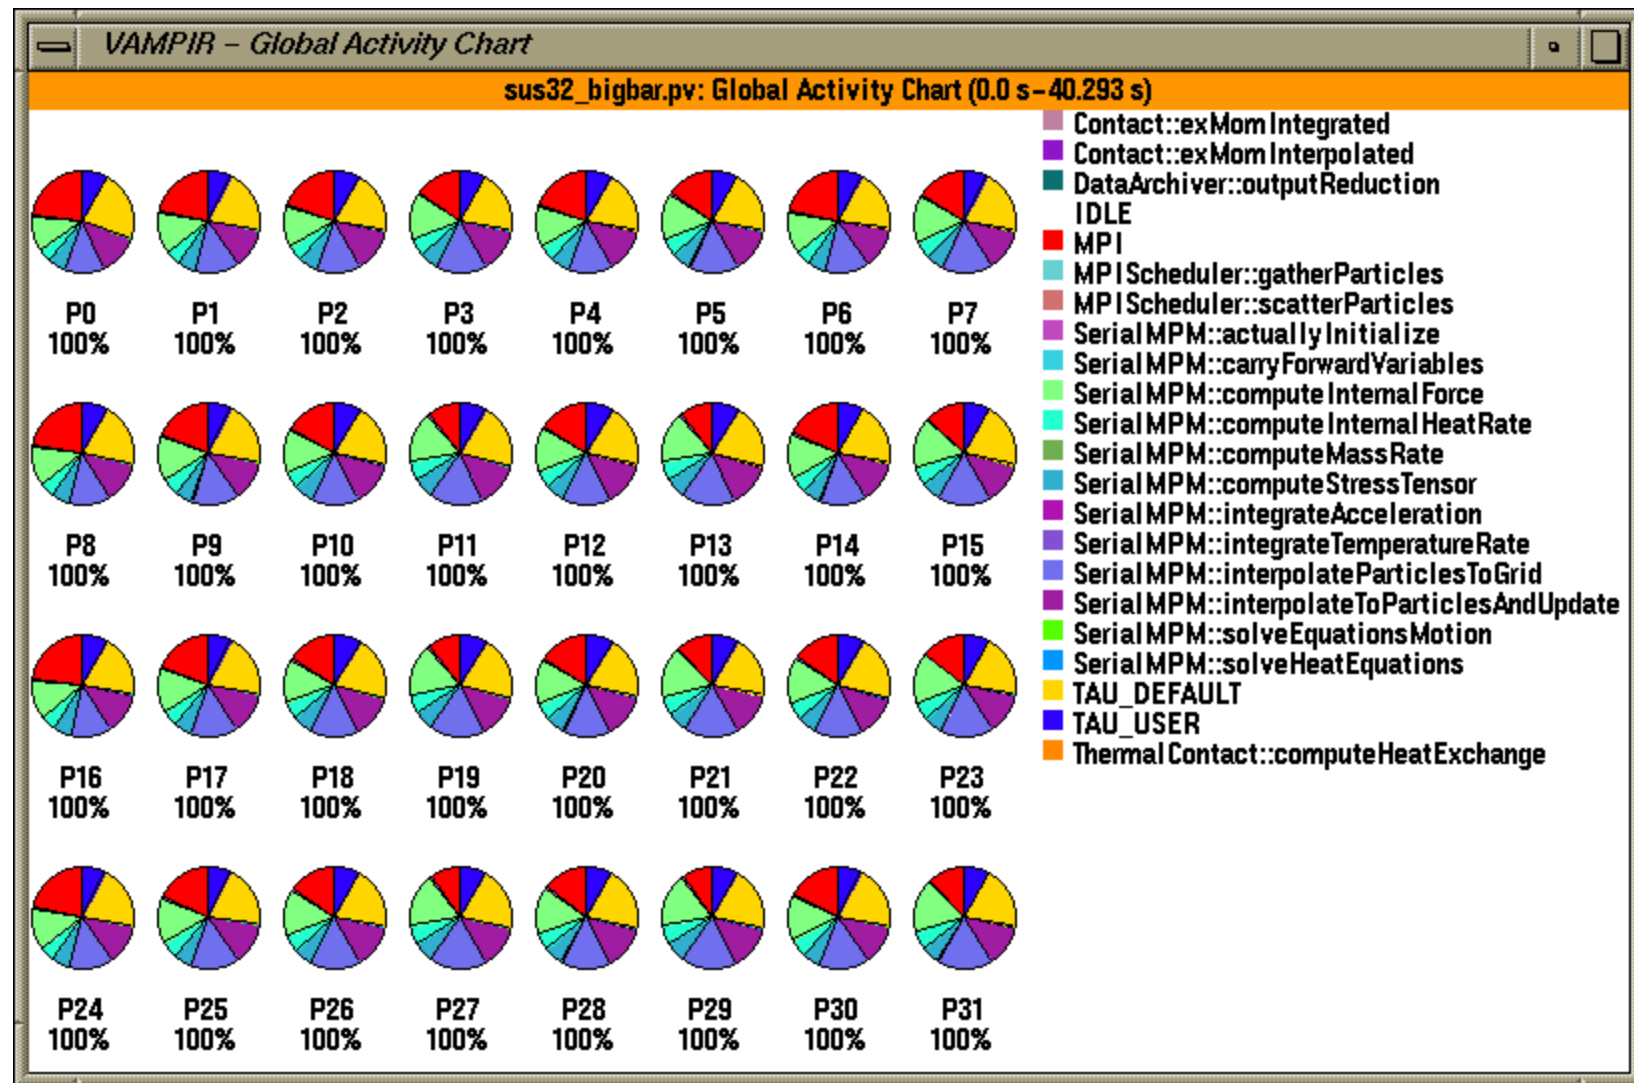 VAMPIR – Global Activity Chart
sus32_bigbar.pv: Global Activity Chart (0.0 s–40.293 s)
P0 P1 P2 P3 P4 P5 P6 P7
100% 100% 100% 100% 100% 100% 100% 100%
P8 P9 P10 P11 P12 P13 P14 P15
100% 100% 100% 100% 100% 100% 100% 100%
P16 P17 P18 P19 P20 P21 P22 P23
100% 100% 100% 100% 100% 100% 100% 100%
P24 P25 P26 P27 P28 P29 P30 P31
100% 100% 100% 100% 100% 100% 100% 100%
Contact::exMomIntegrated
Contact::exMomInterpolated
DataArchiver::outputReduction
IDLE
MPI
MPIScheduler::gatherParticles
MPIScheduler::scatterParticles
SerialMPM::actuallyInitialize
SerialMPM::carryForwardVariables
SerialMPM::computeInternalForce
SerialMPM::computeInternalHeatRate
SerialMPM::computeMassRate
SerialMPM::computeStressTensor
SerialMPM::integrateAcceleration
SerialMPM::integrateTemperatureRate
SerialMPM::interpolateParticlesToGrid
SerialMPM::interpolateToParticlesAndUpdate
SerialMPM::solveEquationsMotion
SerialMPM::solveHeatEquations
TAU_DEFAULT
TAU_USER
ThermalContact::computeHeatExchange